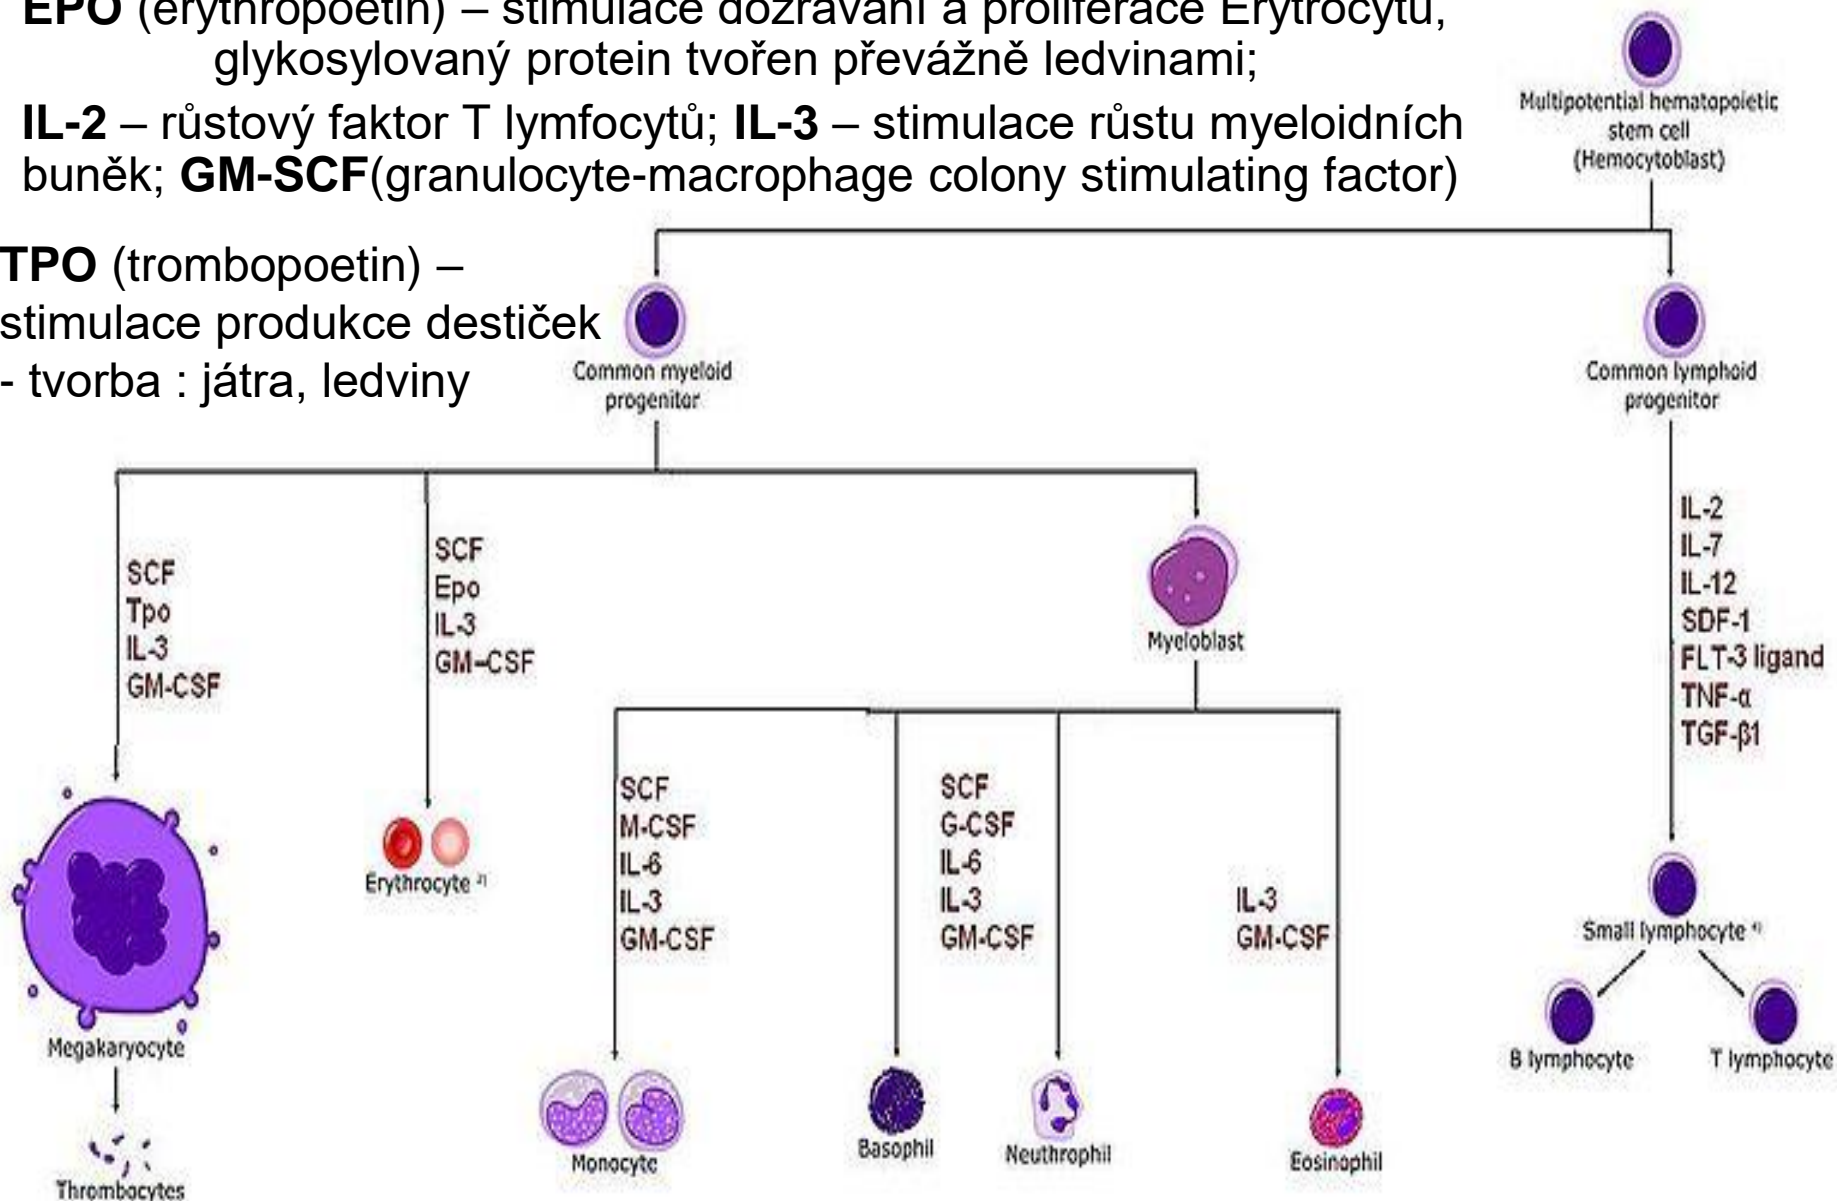 EPO (erythropoetin) – stimulace dozrávání a proliferace Erytrocytů,
glykosylovaný protein tvořen převážně ledvinami;
IL-2 – růstový faktor T lymfocytů; IL-3 – stimulace růstu myeloidních
buněk; GM-SCF(granulocyte-macrophage colony stimulating factor)
TPO (trombopoetin) –
stimulace produkce destiček
- tvorba : játra, ledviny
Multipotential hematopoietic
stem cell
(Hemocytoblast)
Common myeloid
progenitor
Common lymphoid
progenitor
SCF
Tpo
IL-3
GM-CSF
SCF
Epo
IL-3
GM-CSF
Myeloblast
IL-2
IL-7
IL-12
SDF-1
FLT-3 ligand
TNF-α
TGF-β1
SCF
M-CSF
IL-6
IL-3
GM-CSF
SCF
G-CSF
IL-6
IL-3
GM-CSF
IL-3
GM-CSF
Erythrocyte 2)
Small lymphocyte 4)
B lymphocyte
T lymphocyte
Megakaryocyte
Thrombocytes
Monocyte
Basophil
Neuthrophil
Eosinophil